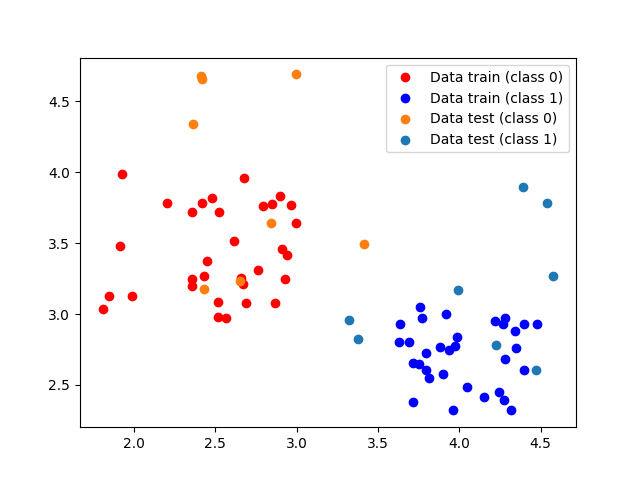 Data train (class 0)
Data train (class 1)
Data test (class 0)
Data test (class 1)
4.5
4.0
3.5
3.0
2.5
2.0 2.5 3.0 3.5 4.0 4.5